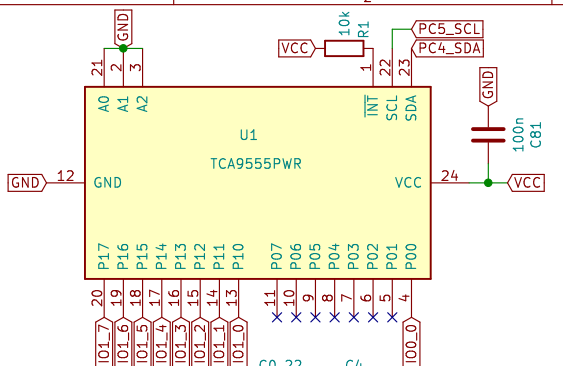 GND
10k
R1
VCC
PC5_SCL
PC4_SDA
21
2
3
1
22
23
A0
A1
A2
INT
SCL
SDA
GND
100n
C81
U1
TCA9555PWR
GND
12
GND
VCC
24
VCC
P17
P16
P15
P14
P13
P12
P11
P10
P07
P06
P05
P04
P03
P02
P01
P00
20
19
18
17
16
15
14
13
11
10
9
8
7
6
5
4
IO1_7
IO1_6
IO1_5
IO1_4
IO1_3
IO1_2
IO1_1
IO1_0
IO0_0